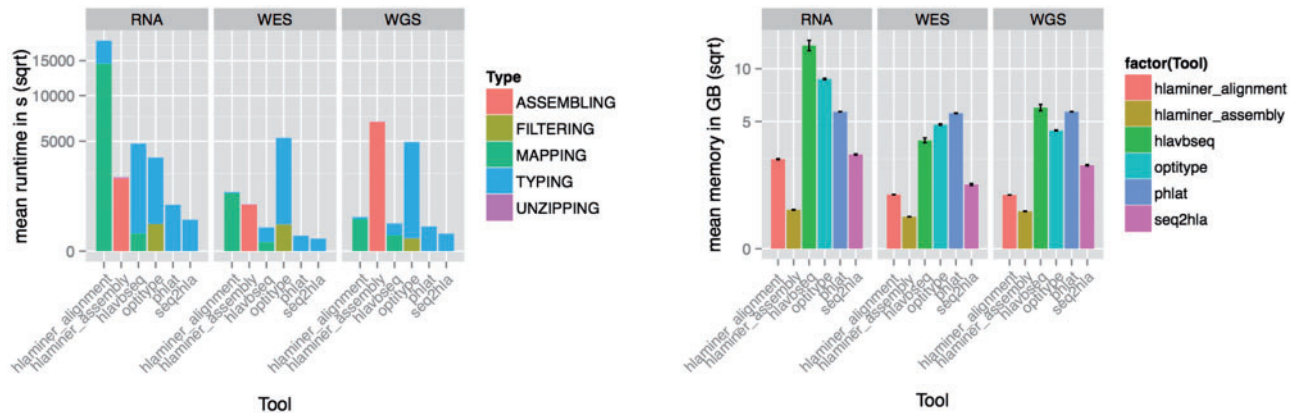 RNA WES WGS
mean runtime in s (sqrt)
15000
10000
5000
0
hlaminer_alignment
hlaminer_assembly
hlavbseq
optitype
phlat
seq2hla
hlaminer_alignment
hlaminer_assembly
hlavbseq
optitype
phlat
seq2hla
hlaminer_alignment
hlaminer_assembly
hlavbseq
optitype
phlat
seq2hla
Tool
Type
ASSEMBLING
FILTERING
MAPPING
TYPING
UNZIPPING
RNA WES WGS
mean memory in GB (sqrt)
10
5
0
hlaminer_alignment
hlaminer_assembly
hlavbseq
optitype
phlat
seq2hla
hlaminer_alignment
hlaminer_assembly
hlavbseq
optitype
phlat
seq2hla
hlaminer_alignment
hlaminer_assembly
hlavbseq
optitype
phlat
seq2hla
Tool
factor(Tool)
hlaminer_alignment
hlaminer_assembly
hlavbseq
optitype
phlat
seq2hla